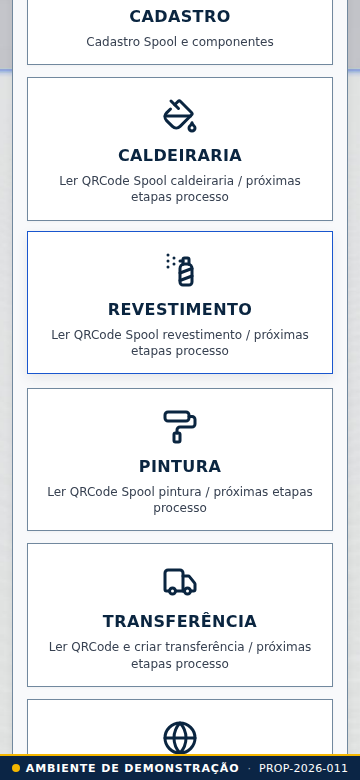 CADASTRO
Cadastro Spool e componentes
CALDEIRARIA
Ler QRCode Spool caldeiraria / próximas
etapas processo
REVESTIMENTO
Ler QRCode Spool revestimento / próximas
etapas processo
PINTURA
Ler QRCode Spool pintura / próximas etapas
processo
TRANSFERÊNCIA
Ler QRCode e criar transferência / próximas
etapas processo
AMBIENTE DE DEMONSTRAÇÃO · PROP-2026-011